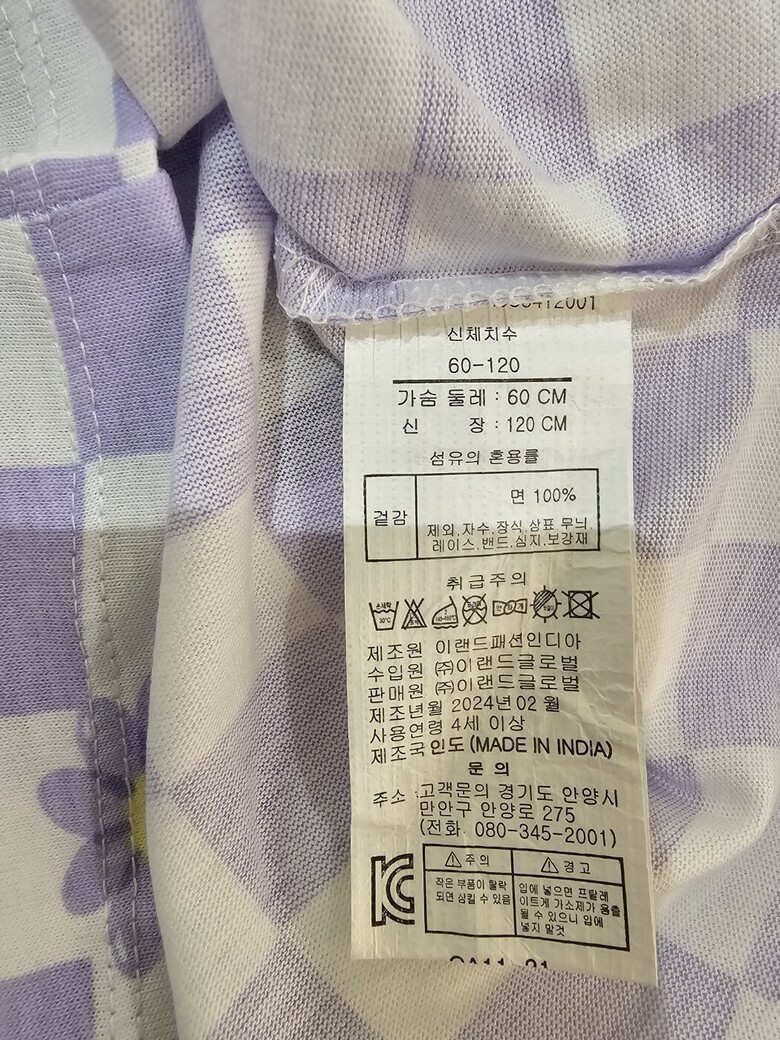 신체치수
60-120
가슴 둘레 : 60 CM
신 장 : 120 CM
섬유의 혼용률
겉감
면 100%
제외,자수,장식,상표 무늬,
레이스,밴드,심지,보강재
취급주의
손세탁
30℃
제조원 이랜드패션인디아
수입원 ㈜이랜드글로벌
판매원 ㈜이랜드글로벌
제조년월 2024년 02 월
사용연령 4세 이상
제조국 인도 (MADE IN INDIA)
문 의
주소 :고객문의 경기도 안양시
만안구 안양로 275
(전화. 080-345-2001)
주의
작은 부품이 탈락
되면 삼킬 수 있음
경고
입에 넣으면 프탈레
이트계 가소제가 용출
될 수 있으니 입에
넣지 말것